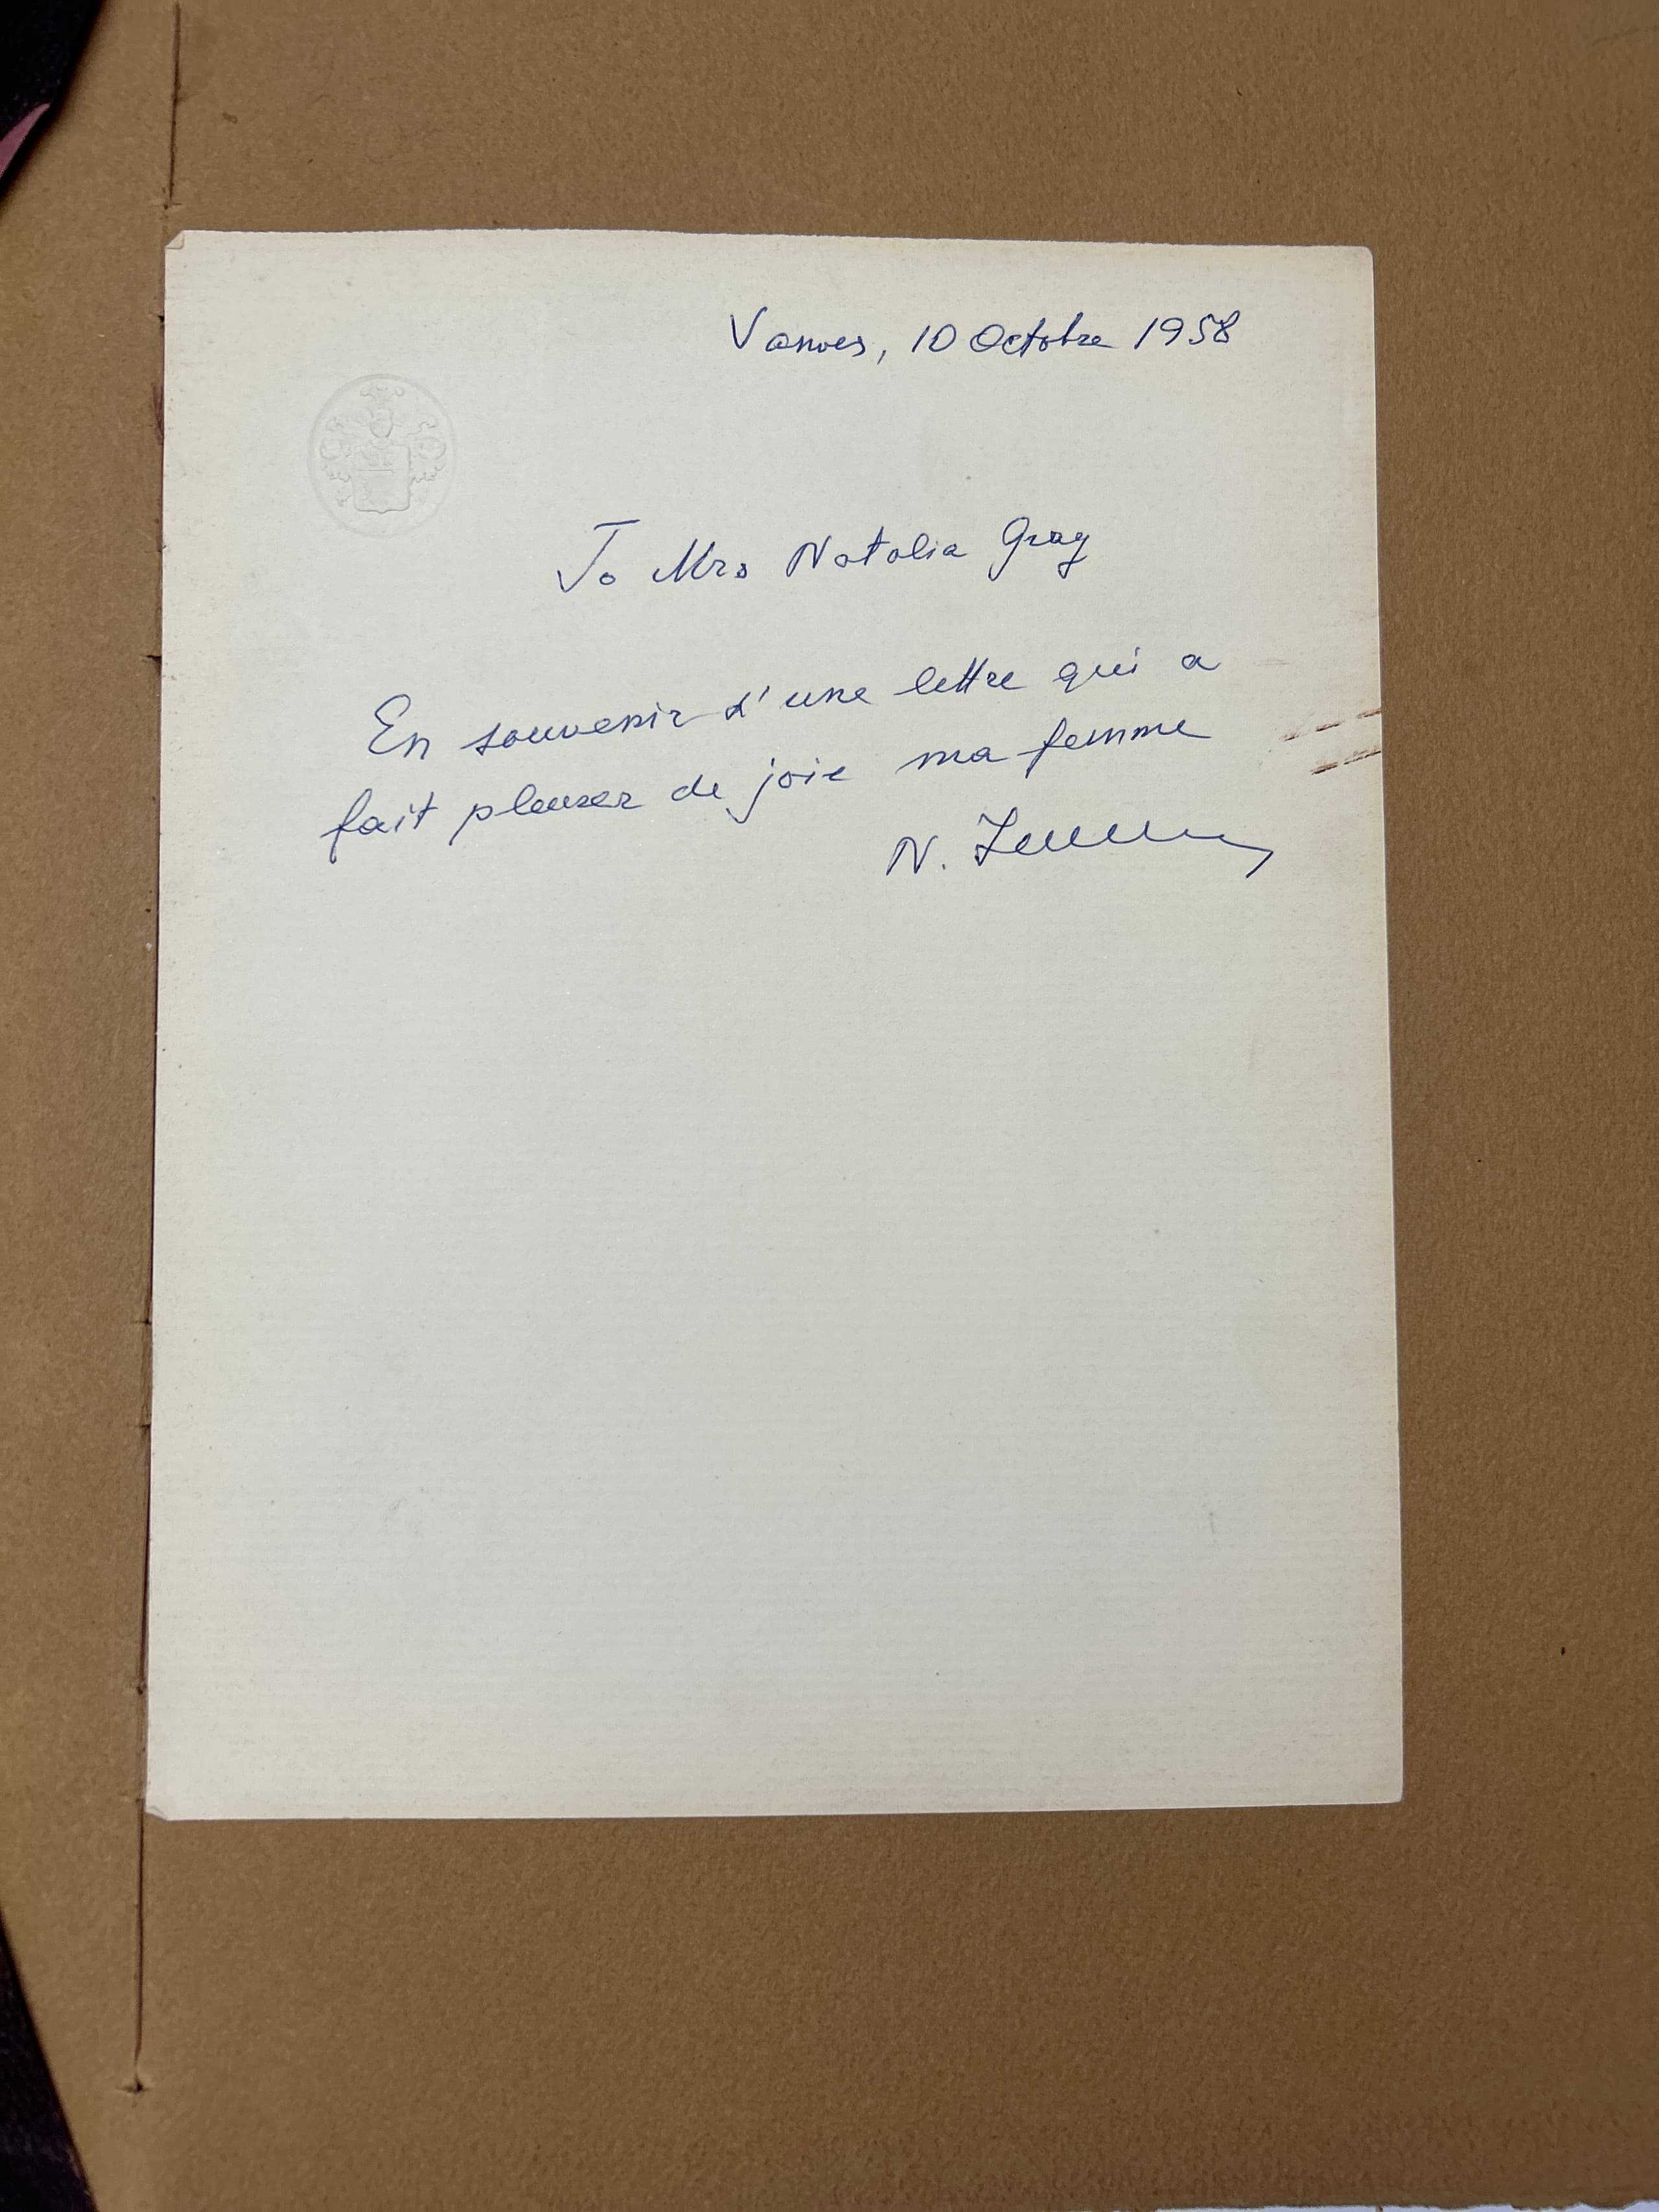 Vanves, 10 Octobre 1958
To Mrs Natalia Gray
En souvenir d'une lettre qui a
fait pleurer de joie ma femme
N.